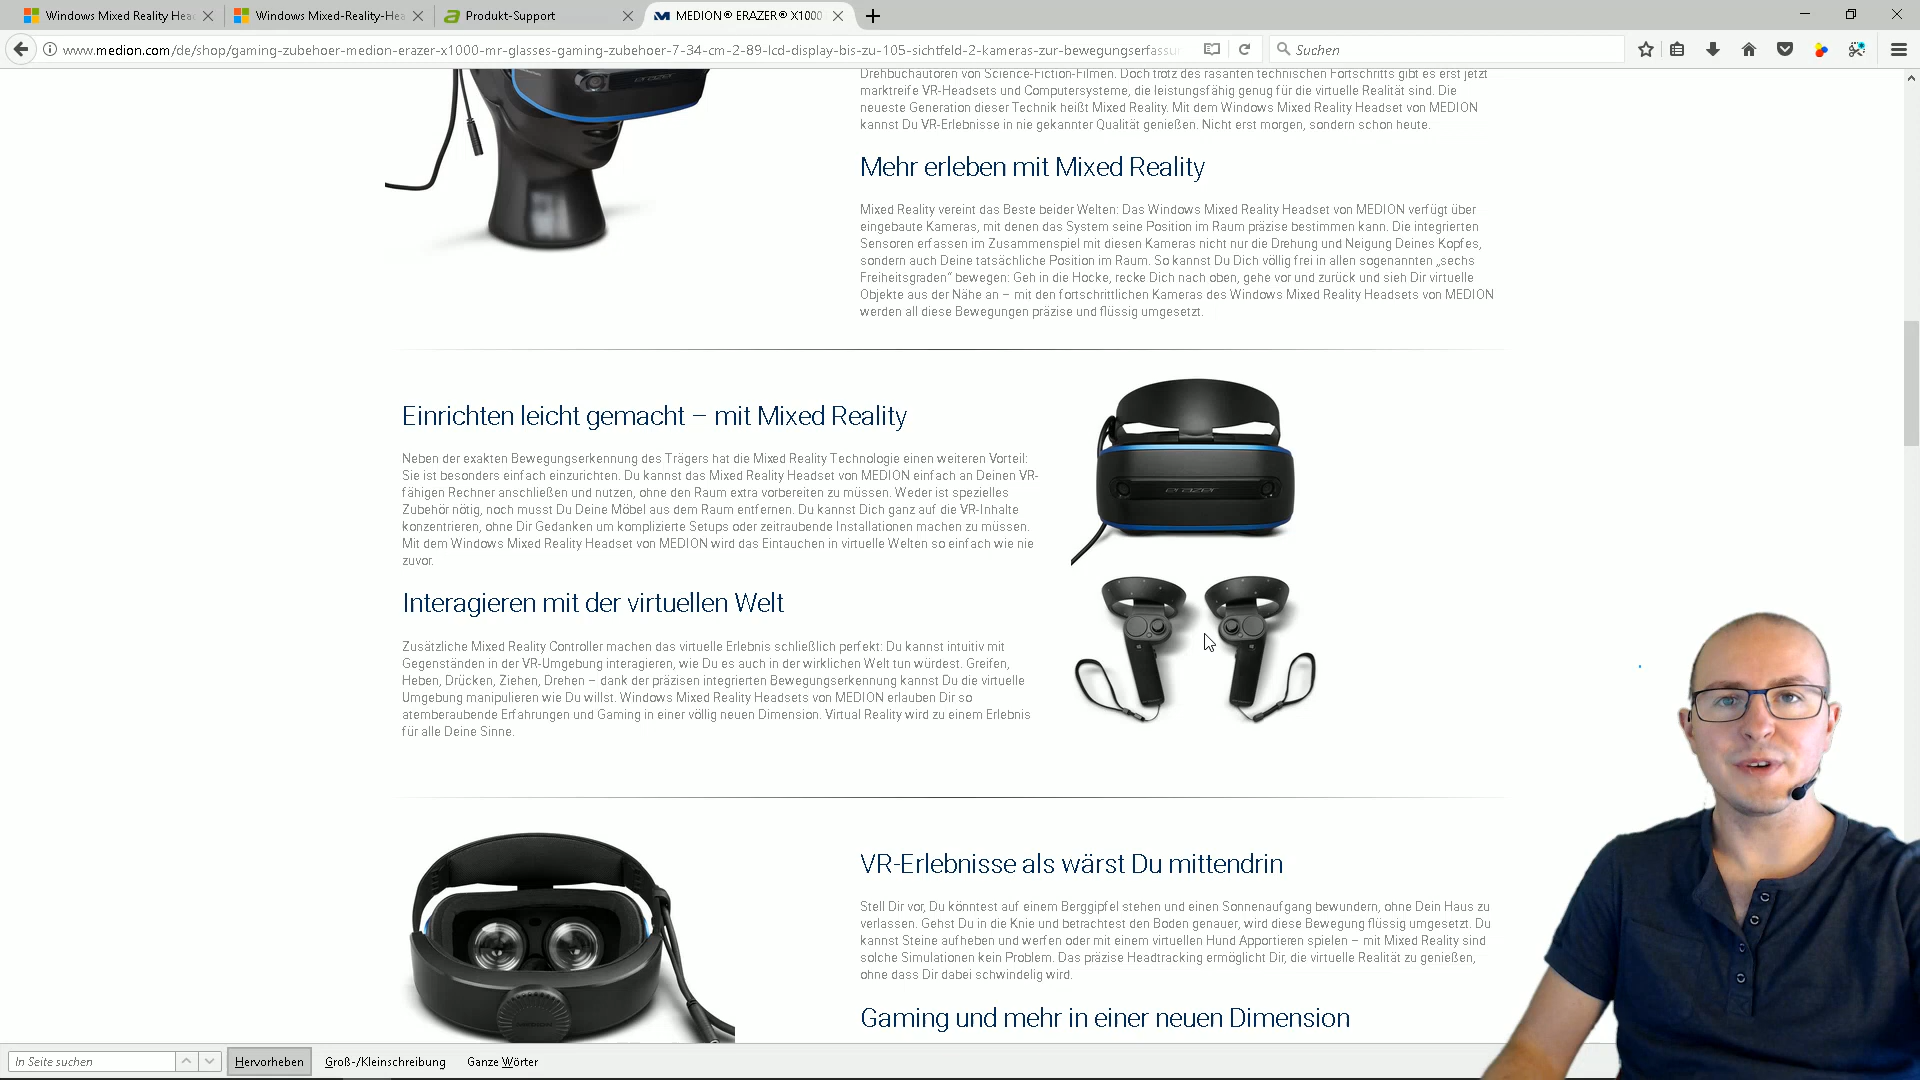 Windows Mixed Reality Hea
Windows Mixed-Reality-Hea
Produkt-Support
MEDION® ERAZER® X1000
www.medion.com/de/shop/gaming-zubehoer-medion-erazer-x1000-mr-glasses-gaming-zubehoer-7-34-cm-2-89-lcd-display-bis-zu-105-sichtfeld-2-kameras-zur-bewegungserfassu
Suchen
Drehbuchautoren von Science-Fiction-Filmen. Doch trotz des rasanten technischen Fortschritts gibt es erst jetzt
marktreife VR-Headsets und Computersysteme, die leistungsfähig genug für die virtuelle Realität sind. Die
neueste Generation dieser Technik heißt Mixed Reality. Mit dem Windows Mixed Reality Headset von MEDION
kannst Du VR-Erlebnisse in nie gekannter Qualität genießen. Nicht erst morgen, sondern schon heute.
Mehr erleben mit Mixed Reality
Mixed Reality vereint das Beste beider Welten: Das Windows Mixed Reality Headset von MEDION verfügt über
eingebaute Kameras, mit denen das System seine Position im Raum präzise bestimmen kann. Die integrierten
Sensoren erfassen im Zusammenspiel mit diesen Kameras nicht nur die Drehung und Neigung Deines Kopfes,
sondern auch Deine tatsächliche Position im Raum. So kannst Du Dich völlig frei in allen sogenannten „sechs
Freiheitsgraden“ bewegen: Geh in die Hocke, recke Dich nach oben, gehe vor und zurück und sieh Dir virtuelle
Objekte aus der Nähe an – mit den fortschrittlichen Kameras des Windows Mixed Reality Headsets von MEDION
werden all diese Bewegungen präzise und flüssig umgesetzt.
Einrichten leicht gemacht – mit Mixed Reality
Neben der exakten Bewegungserkennung des Trägers hat die Mixed Reality Technologie einen weiteren Vorteil:
Sie ist besonders einfach einzurichten. Du kannst das Mixed Reality Headset von MEDION einfach an Deinen VR-
fähigen Rechner anschließen und nutzen, ohne den Raum extra vorbereiten zu müssen. Weder ist spezielles
Zubehör nötig, noch musst Du Deine Möbel aus dem Raum entfernen. Du kannst Dich ganz auf die VR-Inhalte
konzentrieren, ohne Dir Gedanken um komplizierte Setups oder zeitraubende Installationen machen zu müssen.
Mit dem Windows Mixed Reality Headset von MEDION wird das Eintauchen in virtuelle Welten so einfach wie nie
zuvor.
erazer
Interagieren mit der virtuellen Welt
Zusätzliche Mixed Reality Controller machen das virtuelle Erlebnis schließlich perfekt: Du kannst intuitiv mit
Gegenständen in der VR-Umgebung interagieren, wie Du es auch in der wirklichen Welt tun würdest. Greifen,
Heben, Drücken, Ziehen, Drehen – dank der präzisen integrierten Bewegungserkennung kannst Du die virtuelle
Umgebung manipulieren wie Du willst. Windows Mixed Reality Headsets von MEDION erlauben Dir so
atemberaubende Erfahrungen und Gaming in einer völlig neuen Dimension. Virtual Reality wird zu einem Erlebnis
für alle Deine Sinne.
VR-Erlebnisse als wärst Du mittendrin
Stell Dir vor, Du könntest auf einem Berggipfel stehen und einen Sonnenaufgang bewundern, ohne Dein Haus zu
verlassen. Gehst Du in die Knie und betrachtest den Boden genauer, wird diese Bewegung flüssig umgesetzt. Du
kannst Steine aufheben und werfen oder mit einem virtuellen Hund Apportieren spielen – mit Mixed Reality sind
solche Simulationen kein Problem. Das präzise Headtracking ermöglicht Dir, die virtuelle Realität zu genießen,
ohne dass Dir dabei schwindelig wird.
Gaming und mehr in einer neuen Dimension
In Seite suchen
Hervorheben
Groß-/Kleinschreibung
Ganze Wörter